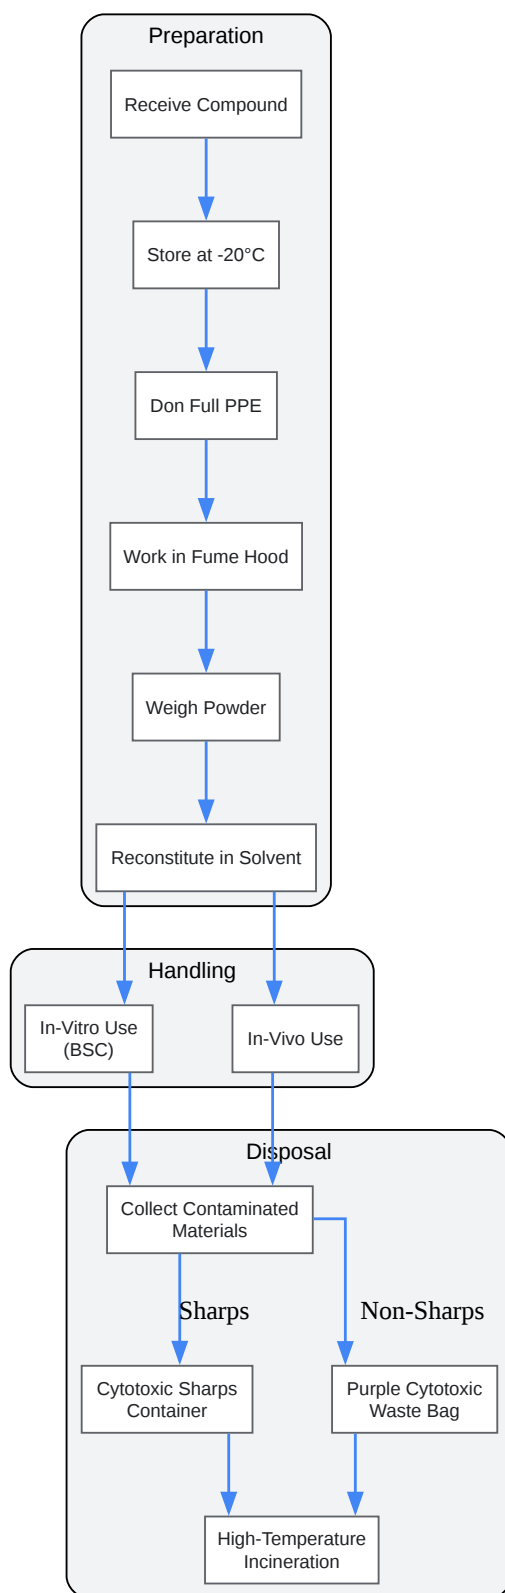 Preparation
Receive Compound
Store at -20°C
Don Full PPE
Work in Fume Hood
Weigh Powder
Reconstitute in Solvent
Handling
In-Vitro Use
(BSC)
In-Vivo Use
Disposal
Collect Contaminated
Materials
Sharps
Non-Sharps
Cytotoxic Sharps
Container
Purple Cytotoxic
Waste Bag
High-Temperature
Incineration